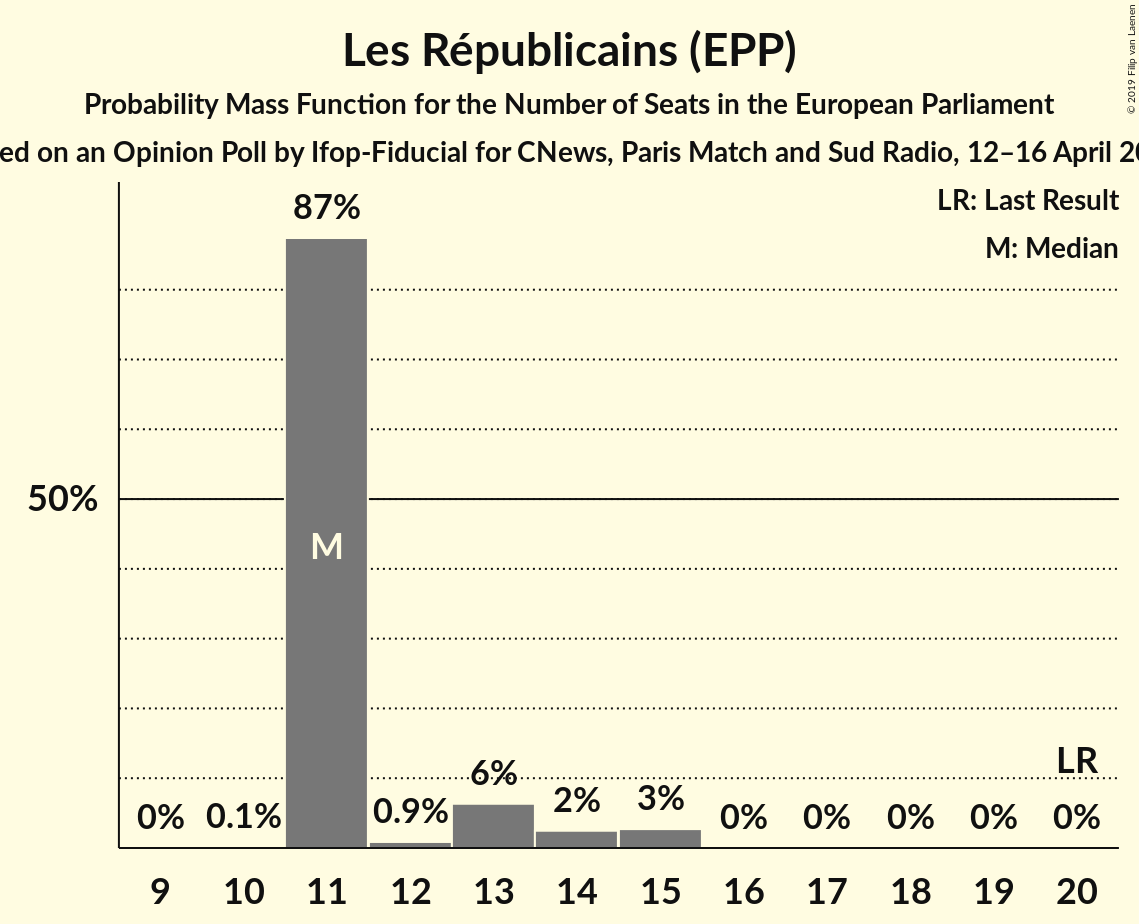 Les Républicains (EPP)
Probability Mass Function for the Number of Seats in the European Parliament
on an Opinion Poll by Ifop-Fiducial for CNews, Paris Match and Sud Radio, 12–16 April
© 2019 Filip van Laenen
LR: Last Result
M: Median
87%
50%
M
0%
0.1%
0.9%
6%
2%
3%
0%
0%
0%
0%
LR
0%
9 10 11 12 13 14 15 16 17 18 19 20